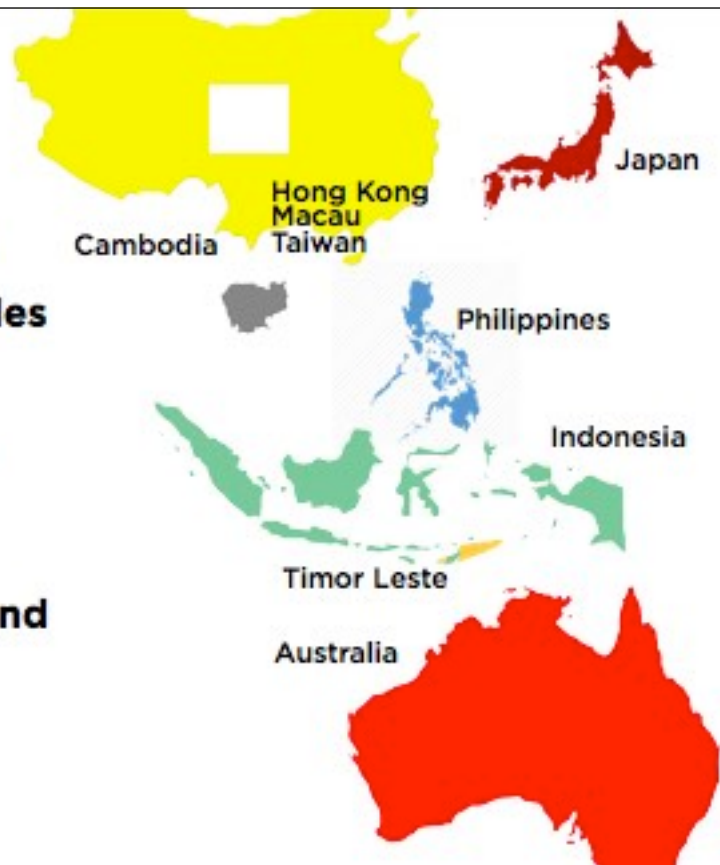 Japan
Hong Kong
Macau
Taiwan
Cambodia
les
Philippines
Indonesia
Timor Leste
nd
Australia